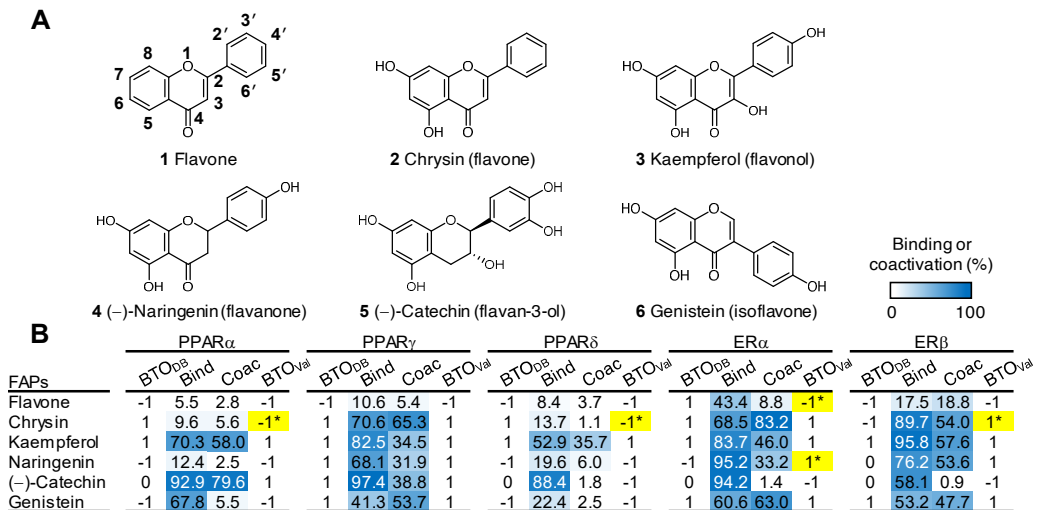 A
1
2
3
4
5
6
7
8
2′
3′
4′
5′
6′
O
O
1 Flavone
HO
O
OH
O
2 Chrysin (flavone)
OH
HO
O
OH
OH
O
3 Kaempferol (flavonol)
OH
HO
O
OH
O
4 (−)-Naringenin (flavanone)
OH
HO
O
OH
OH
OH
5 (−)-Catechin (flavan-3-ol)
HO
O
OH
O
OH
6 Genistein (isoflavone)
Binding or
coactivation (%)
0 100
B
PPARα PPARγ PPARδ ERα ERβ
FAPs BTODB Bind Coac BTOVal BTODB Bind Coac BTOVal BTODB Bind Coac BTOVal BTODB Bind Coac BTOVal BTODB Bind Coac BTOVal
Flavone -1 5.5 2.8 -1 -1 10.6 5.4 -1 -1 8.4 3.7 -1 1 43.4 8.8 -1* -1 17.5 18.8 -1
Chrysin 1 9.6 5.6 -1* 1 70.6 65.3 1 1 13.7 1.1 -1* 1 68.5 83.2 1 -1 89.7 54.0 1*
Kaempferol 1 70.3 58.0 1 1 82.5 34.5 1 1 52.9 35.7 1 1 83.7 46.0 1 1 95.8 57.6 1
Naringenin -1 12.4 2.5 -1 1 68.1 31.9 1 -1 19.6 6.0 -1 -1 95.2 33.2 1* 0 76.2 53.6 1
(−)-Catechin 0 92.9 79.6 1 1 97.4 38.8 1 0 88.4 1.8 -1 0 94.2 1.4 -1 0 58.1 0.9 -1
Genistein -1 67.8 5.5 -1 1 41.3 53.7 1 -1 22.4 2.5 -1 1 60.6 63.0 1 1 53.2 47.7 1